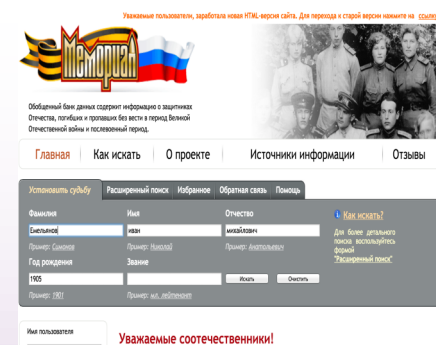 Уважаемые пользователи, заработала новая HTML-версия сайта. Для перехода к старой версии нажмите на ссылку
Мемориал
Обобщенный банк данных содержит информацию о защитниках
Отечества, погибших и пропавших без вести в период Великой
Отечественной войны и послевоенный период.
Главная Как искать О проекте Источники информации Отзывы
Установить судьбу Расширенный поиск Избранное Обратная связь Помощь
Фамилия Имя Отчество
Как искать?
Емельянов иван михайлович
Для более детального
поиска воспользуйтесь
формой
"Расширенный поиск"
Пример: Симонов Пример: Николай Пример: Анатольевич
Год рождения Звание
1905 Искать Очистить
Пример: 1901 Пример: мл. лейтенант
Имя пользователя
Уважаемые соотечественники!